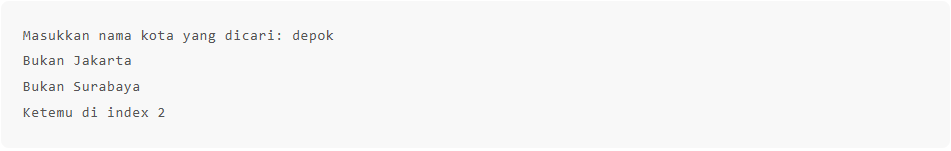 Masukkan nama kota yang dicari: depok
Bukan Jakarta
Bukan Surabaya
Ketemu di index 2